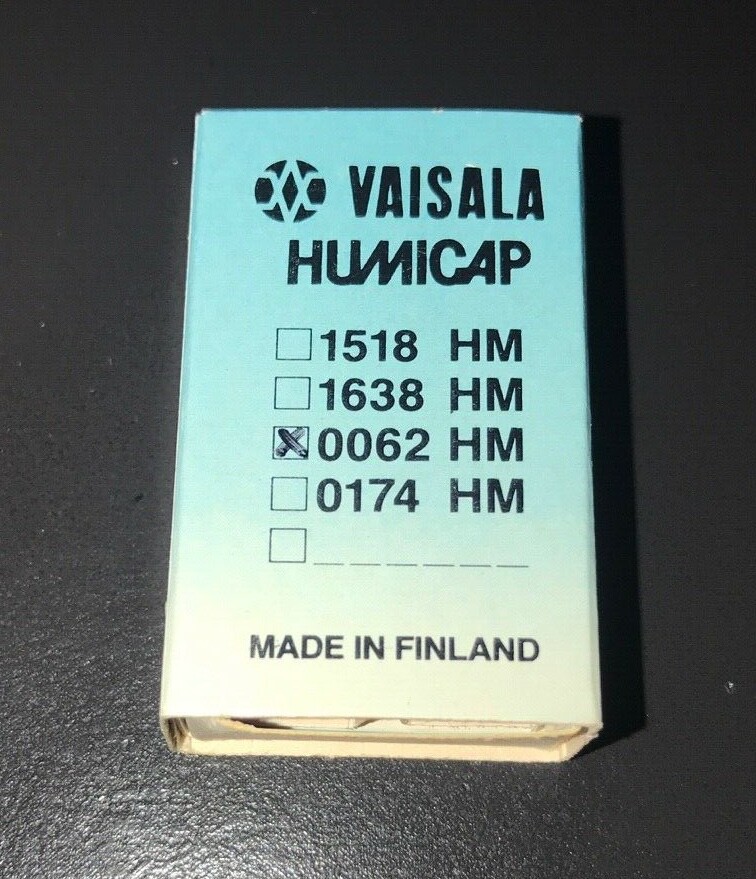 VAISALA
HUMICAP
☐ 1518 HM
☐ 1638 HM
☒ 0062 HM
☐ 0174 HM
☐ _ _ _ _ _ _ _
MADE IN FINLAND